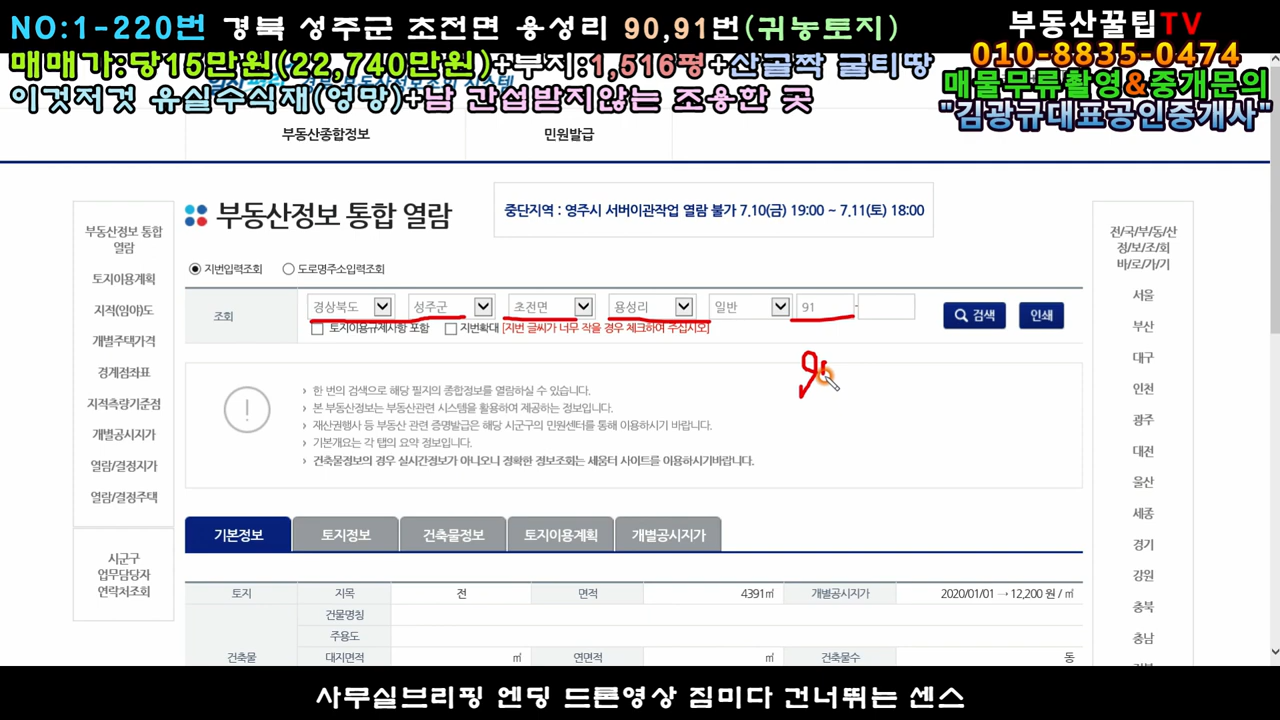 NO:1-220번 경북 성주군 초전면 용성리 90,91번(귀농토지)
매매가:당15만원(22,740만원)+부지:1,516평+산골짝 굴티땅
이것저것 유실수식재(엉망)+남 간섭받지않는 조용한 곳
부동산꿀팁TV
010-8835-0474
매물무류촬영&중개문의
"김광규대표공인중개사"
부동산종합정보 민원발급
부동산정보 통합 열람
중단지역 : 영주시 서버이관작업 열람 불가 7.10(금) 19:00 ~ 7.11(토) 18:00
지번입력조회 도로명주소입력조회
조회 경상북도 성주군 초전면 용성리 일반 91 - 검색 인쇄
토지이용규제사항 포함 지번확대 [지번 글씨가 너무 작을 경우 체크하여 주십시오]
› 한 번의 검색으로 해당 필지의 종합정보를 열람하실 수 있습니다.
› 본 부동산정보는 부동산관련 시스템을 활용하여 제공하는 정보입니다.
› 재산권행사 등 부동산 관련 증명발급은 해당 시군구의 민원센터를 통해 이용하시기 바랍니다.
› 기본개요는 각 탭의 요약 정보입니다.
› 건축물정보의 경우 실시간정보가 아니오니 정확한 정보조회는 세움터 사이트를 이용하시기바랍니다.
기본정보 토지정보 건축물정보 토지이용계획 개별공시지가
토지 지목 전 면적 4391㎡ 개별공시지가 2020/01/01 → 12,200 원 / ㎡
건물명칭
주용도
건축물 대지면적 ㎡ 연면적 ㎡ 건축물수 동
부동산정보 통합
열람
토지이용계획
지적(임야)도
개별주택가격
경계점좌표
지적측량기준점
개별공시지가
열람/결정지가
열람/결정주택
시군구
업무담당자
연락처조회
전/국/부/동/산
정/보/조/회
바/로/가/기
서울
부산
대구
인천
광주
대전
울산
세종
경기
강원
충북
충남
사무실브리핑 엔딩 드론영상 짐미다 건너뛰는 센스